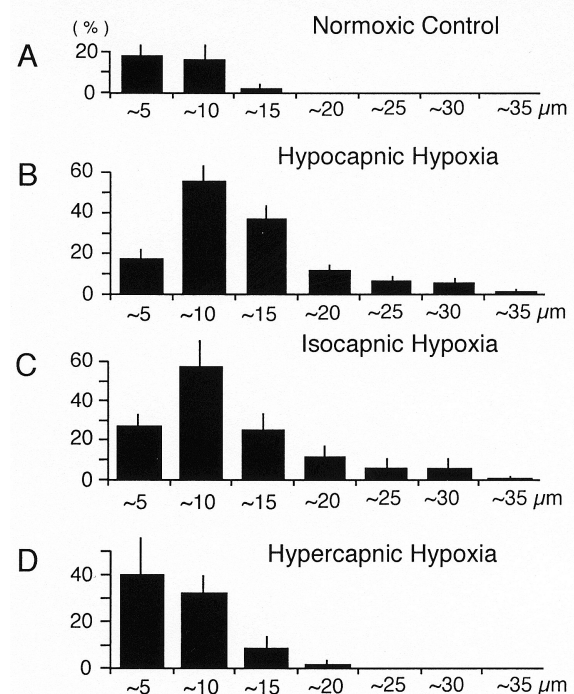 (%)
Normoxic Control
A
20
0
~5 ~10 ~15 ~20 ~25 ~30 ~35 µm
Hypocapnic Hypoxia
B
60
40
20
0
~5 ~10 ~15 ~20 ~25 ~30 ~35 µm
Isocapnic Hypoxia
C
60
40
20
0
~5 ~10 ~15 ~20 ~25 ~30 ~35 µm
Hypercapnic Hypoxia
D
40
20
0
~5 ~10 ~15 ~20 ~25 ~30 ~35 µm